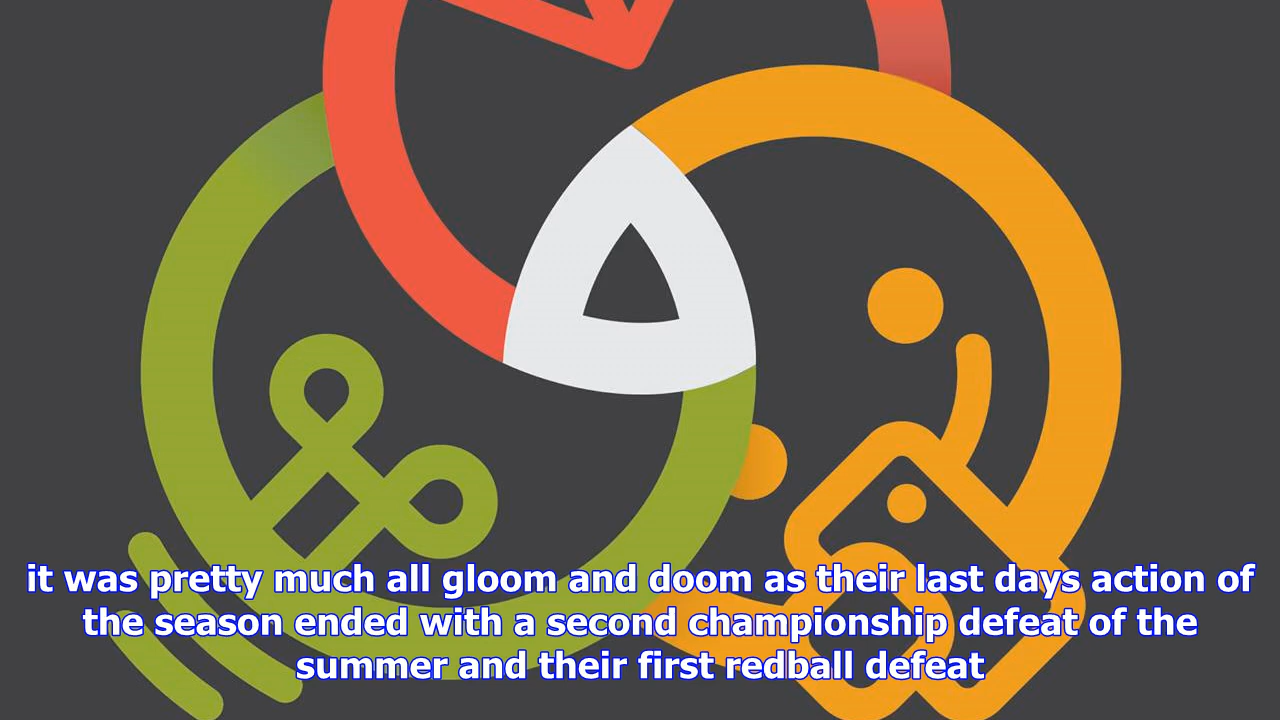 it was pretty much all gloom and doom as their last days action of
the season ended with a second championship defeat of the
summer and their first redball defeat